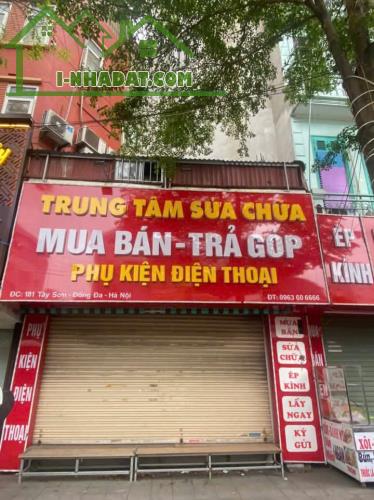 I-NHADAT.COM
TRUNG TÂM SỬA CHỮA
MUA BÁN - TRẢ GÓP
PHỤ KIỆN ĐIỆN THOẠI
ĐC: 181 Tây Sơn - Đống Đa - Hà Nội
ĐT: 0963 60 6666
ÉP
KÍNH
PHỤ
KIỆN
ĐIỆN
THOẠI
MUA
BÁN
SỬA
CHỮA
ÉP
KÍNH
LẤY
NGAY
KÝ
GỬI
XÔI